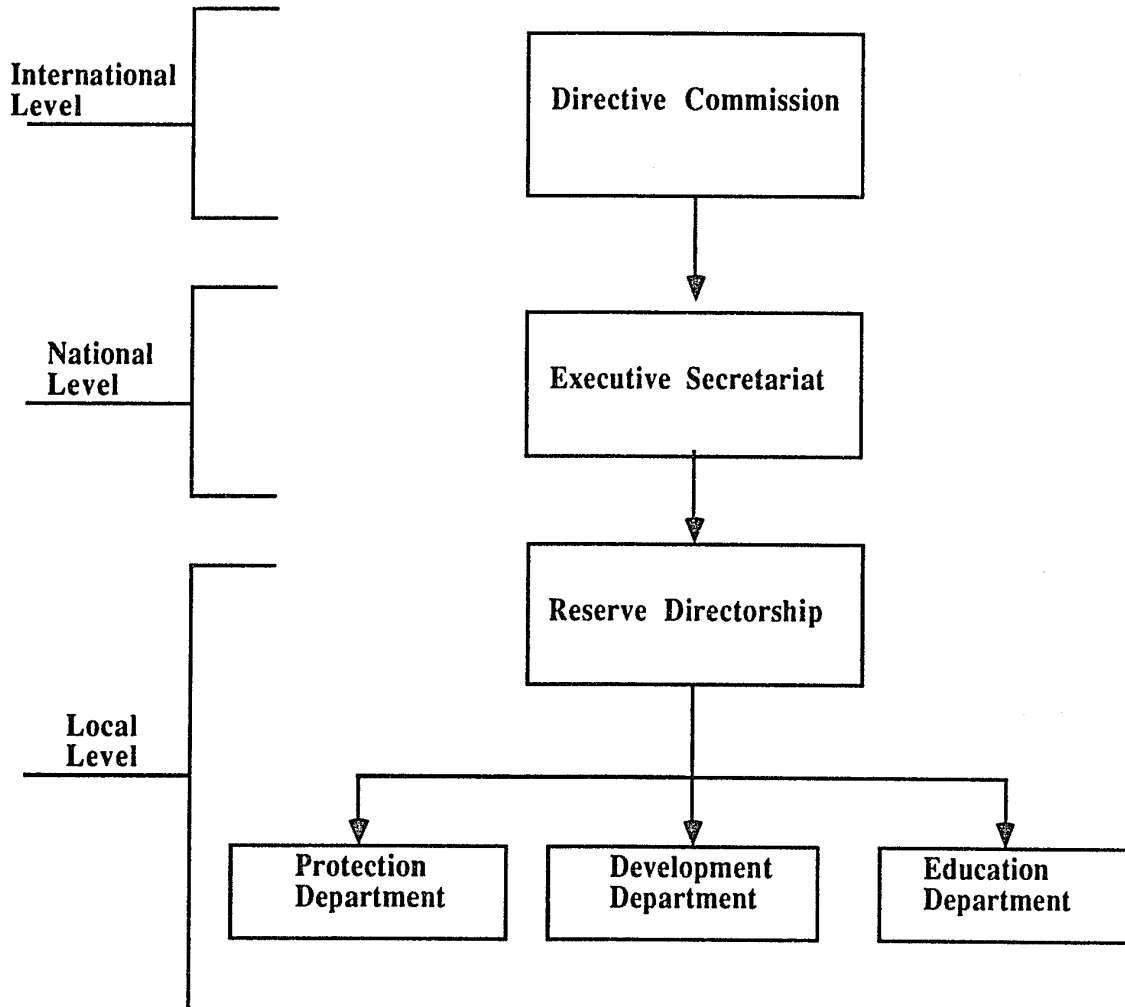 International
Level
Directive Commission
National
Level
Executive Secretariat
Reserve Directorship
Local
Level
Protection
Department
Development
Department
Education
Department